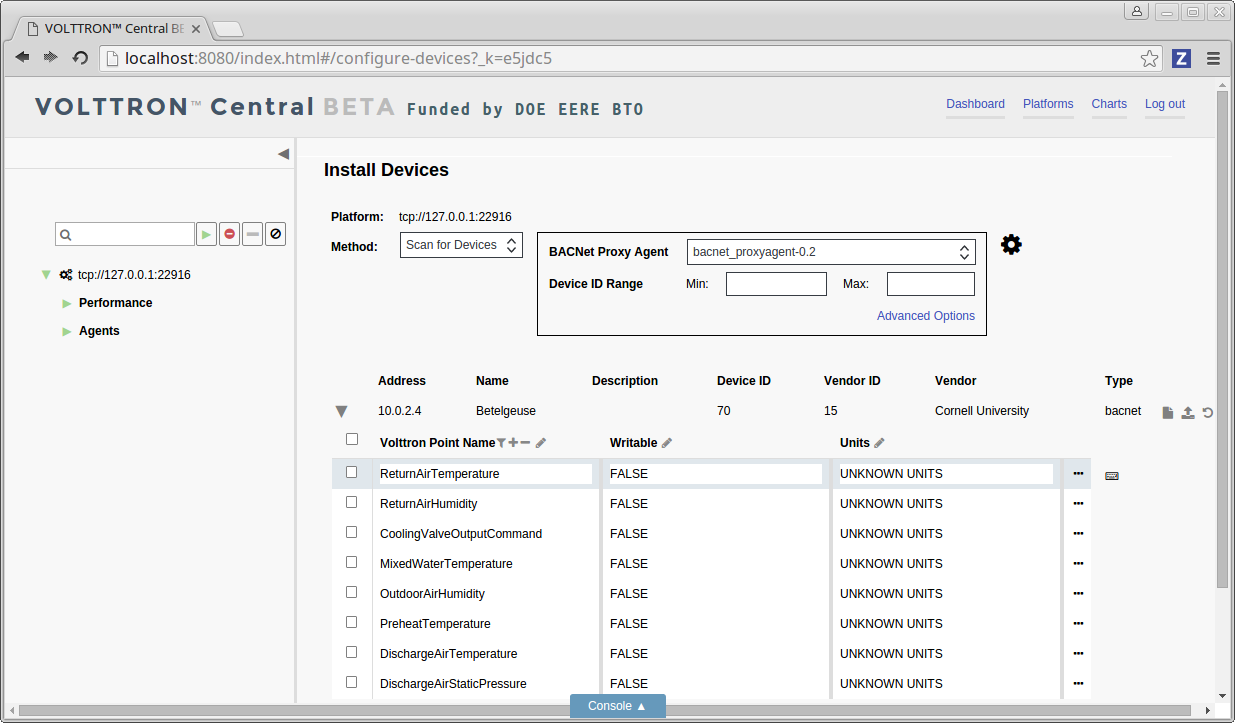 VOLTTRON™ Central BE
localhost:8080/index.html#/configure-devices?_k=e5jdc5
Z
VOLTTRON™ Central BETA Funded by DOE EERE BTO
Dashboard Platforms Charts Log out
Install Devices
Platform: tcp://127.0.0.1:22916
Method: Scan for Devices
BACNet Proxy Agent bacnet_proxyagent-0.2
Device ID Range Min: Max:
Advanced Options
tcp://127.0.0.1:22916
Performance
Agents
Address Name Description Device ID Vendor ID Vendor Type
10.0.2.4 Betelgeuse 70 15 Cornell University bacnet
Volttron Point Name Writable Units
ReturnAirTemperature FALSE UNKNOWN UNITS
ReturnAirHumidity FALSE UNKNOWN UNITS
CoolingValveOutputCommand FALSE UNKNOWN UNITS
MixedWaterTemperature FALSE UNKNOWN UNITS
OutdoorAirHumidity FALSE UNKNOWN UNITS
PreheatTemperature FALSE UNKNOWN UNITS
DischargeAirTemperature FALSE UNKNOWN UNITS
DischargeAirStaticPressure FALSE UNKNOWN UNITS
Console ▲